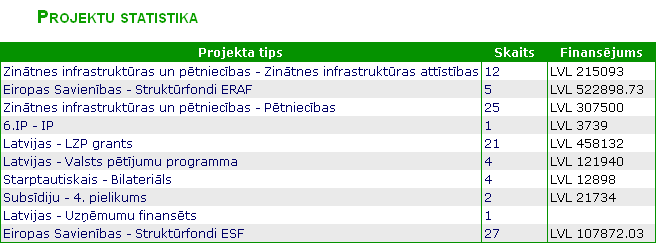 PROJEKTU STATISTIKA
Projekta tips Skaits Finansējums
Zinātnes infrastruktūras un pētniecības - Zinātnes infrastruktūras attīstības 12 LVL 215093
Eiropas Savienības - Struktūrfondi ERAF 5 LVL 522898.73
Zinātnes infrastruktūras un pētniecības - Pētniecības 25 LVL 307500
6.IP - IP 1 LVL 3739
Latvijas - LZP grants 21 LVL 458132
Latvijas - Valsts pētījumu programma 4 LVL 121940
Starptautiskais - Bilateriāls 4 LVL 12898
Subsīdiju - 4. pielikums 2 LVL 21734
Latvijas - Uzņēmumu finansēts 1
Eiropas Savienības - Struktūrfondi ESF 27 LVL 107872.03